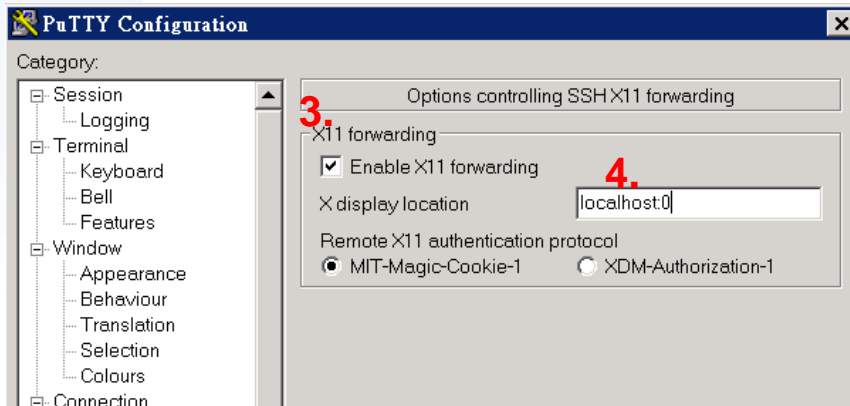 PuTTY Configuration
Category:
Session
Logging
Terminal
Keyboard
Bell
Features
Window
Appearance
Behaviour
Translation
Selection
Colours
Connection
Options controlling SSH X11 forwarding
3.
X11 forwarding
Enable X11 forwarding
4.
X display location localhost:0
Remote X11 authentication protocol
MIT-Magic-Cookie-1 XDM-Authorization-1